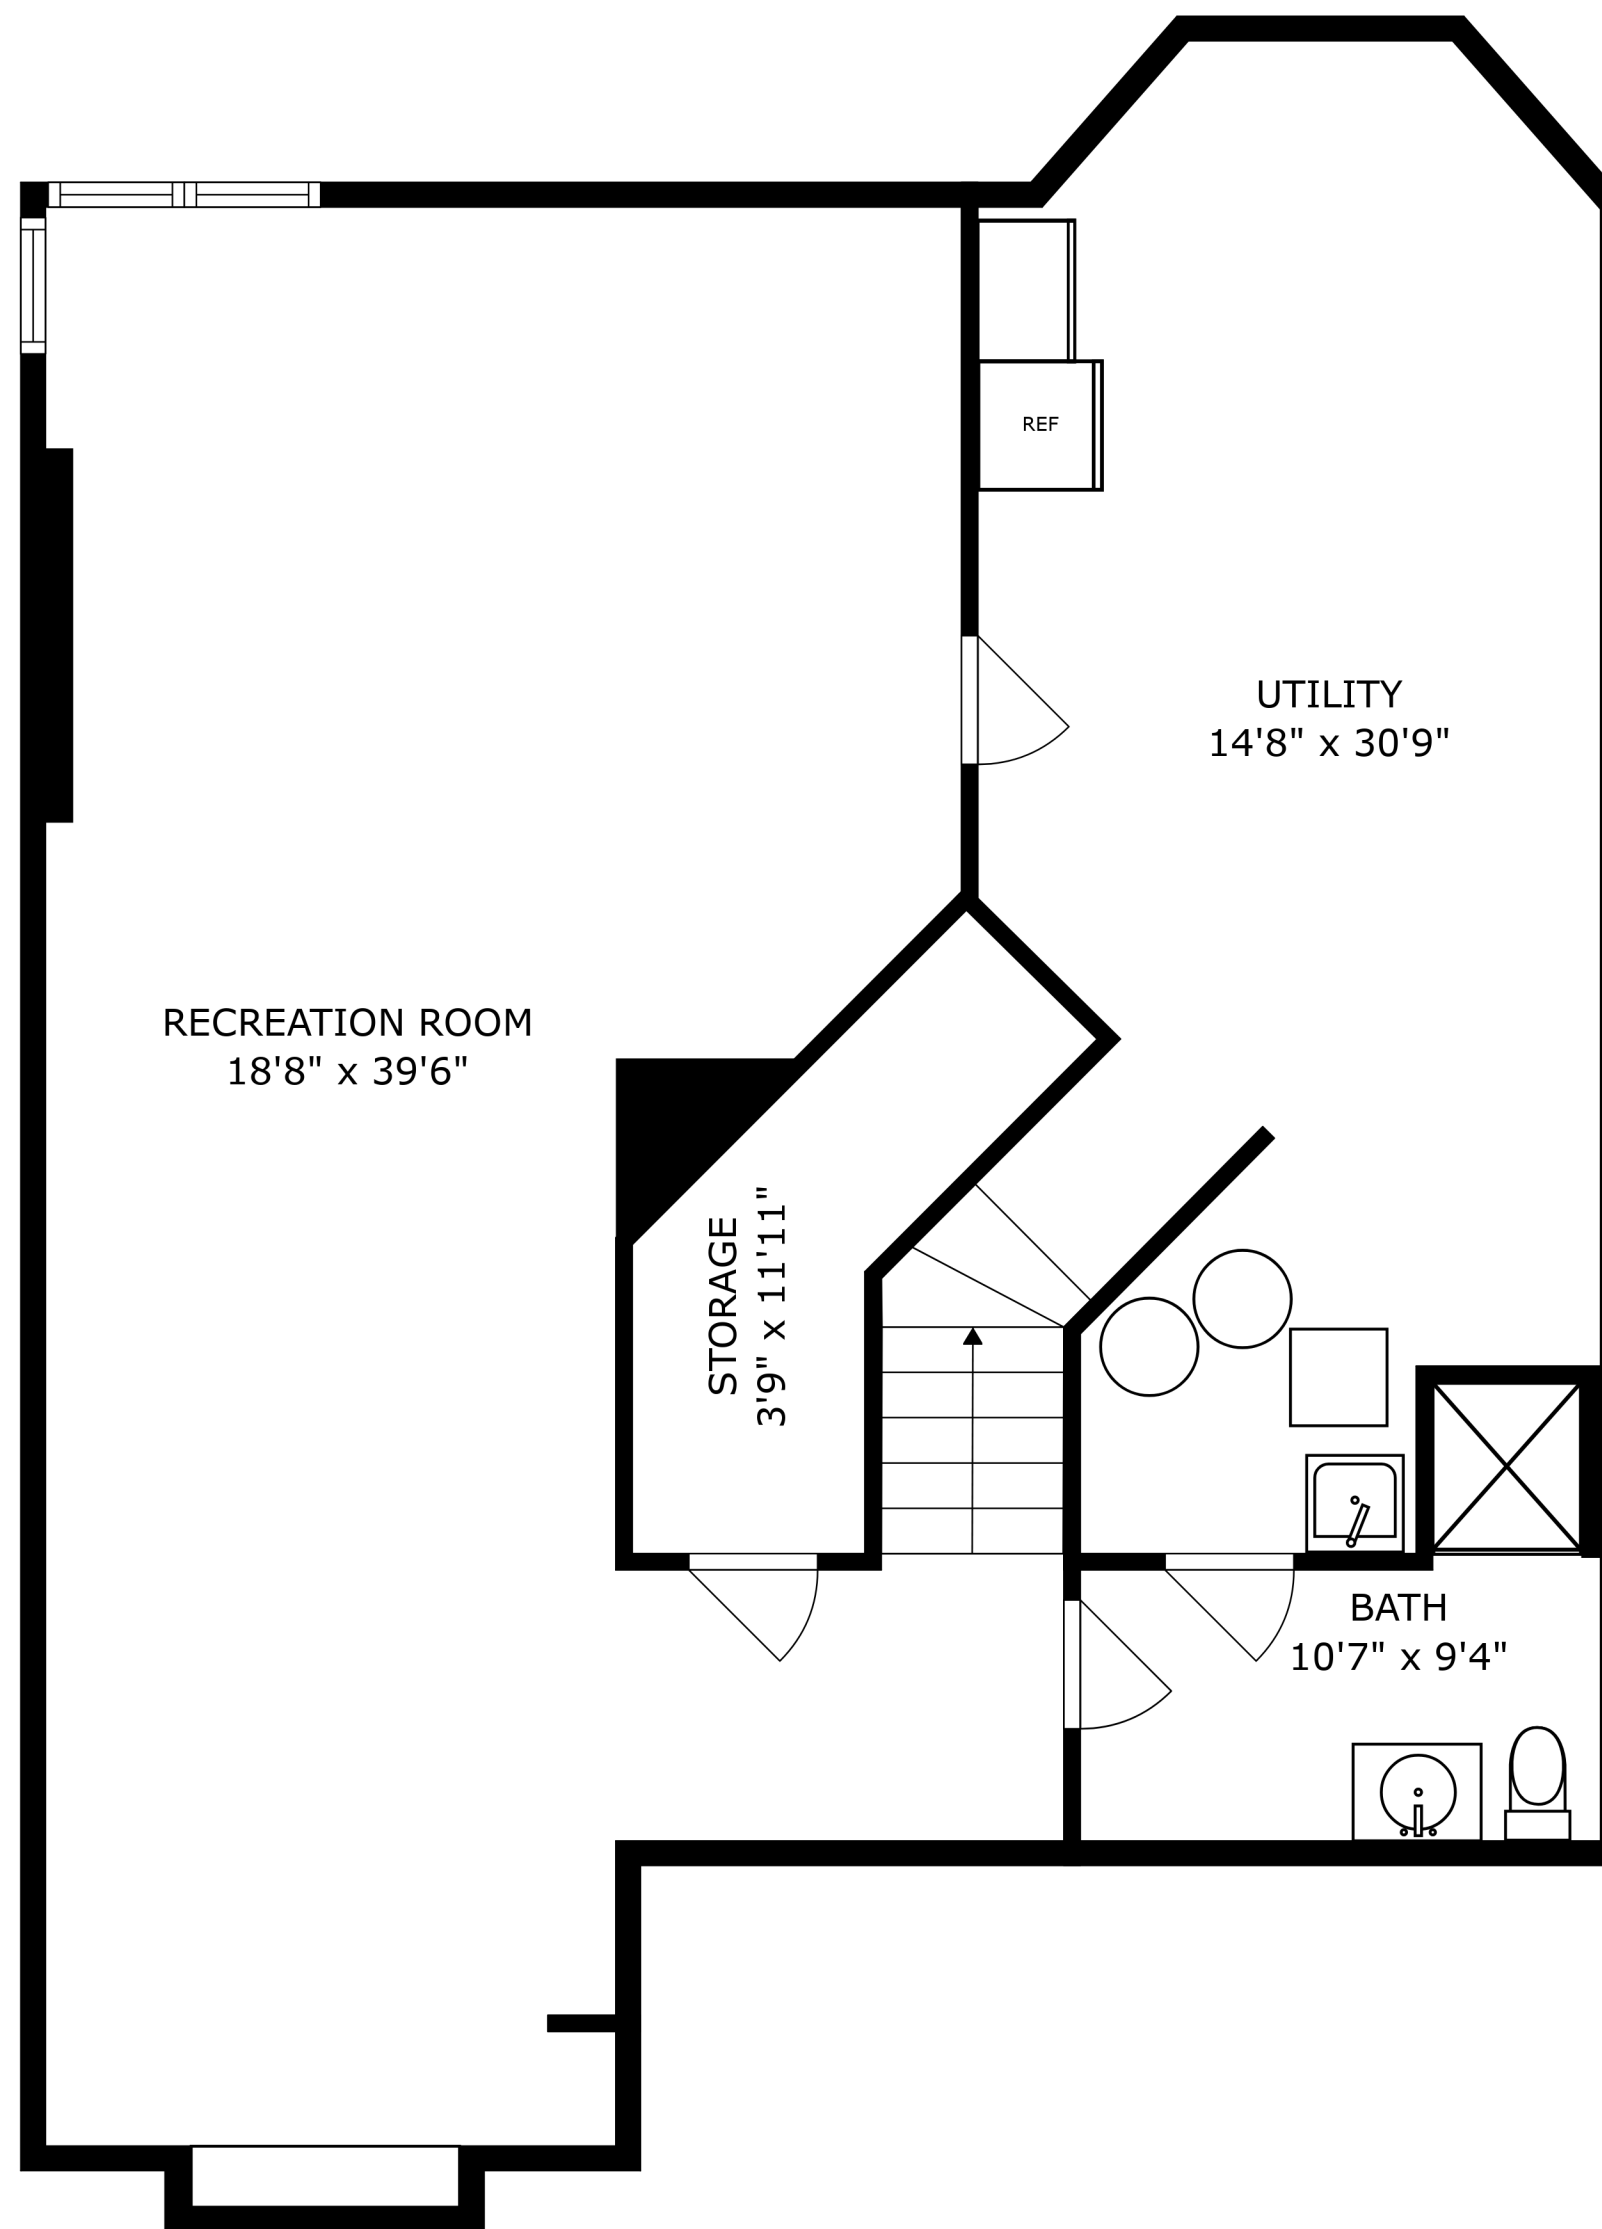 REF
UTILITY
14'8" x 30'9"
RECREATION ROOM
18'8" x 39'6"
STORAGE
3'9" x 11'11"
BATH
10'7" x 9'4"